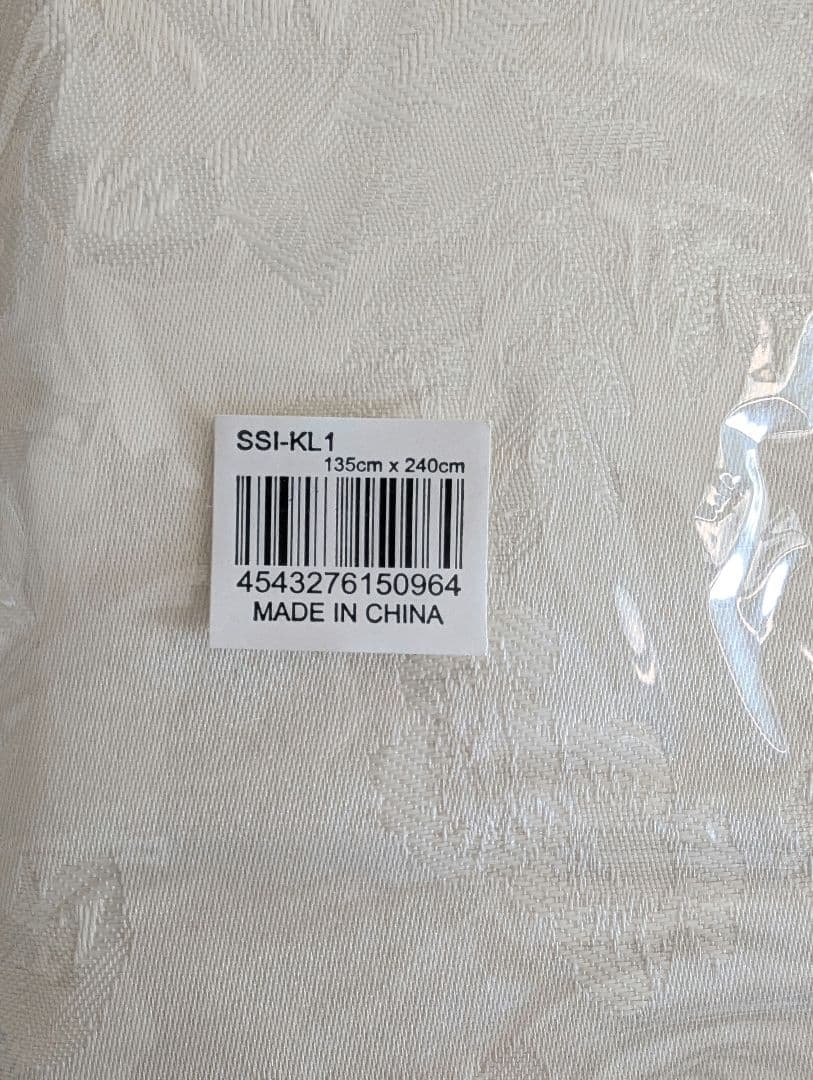 SSI-KL1
135cm x 240cm
4543276150964
MADE IN CHINA